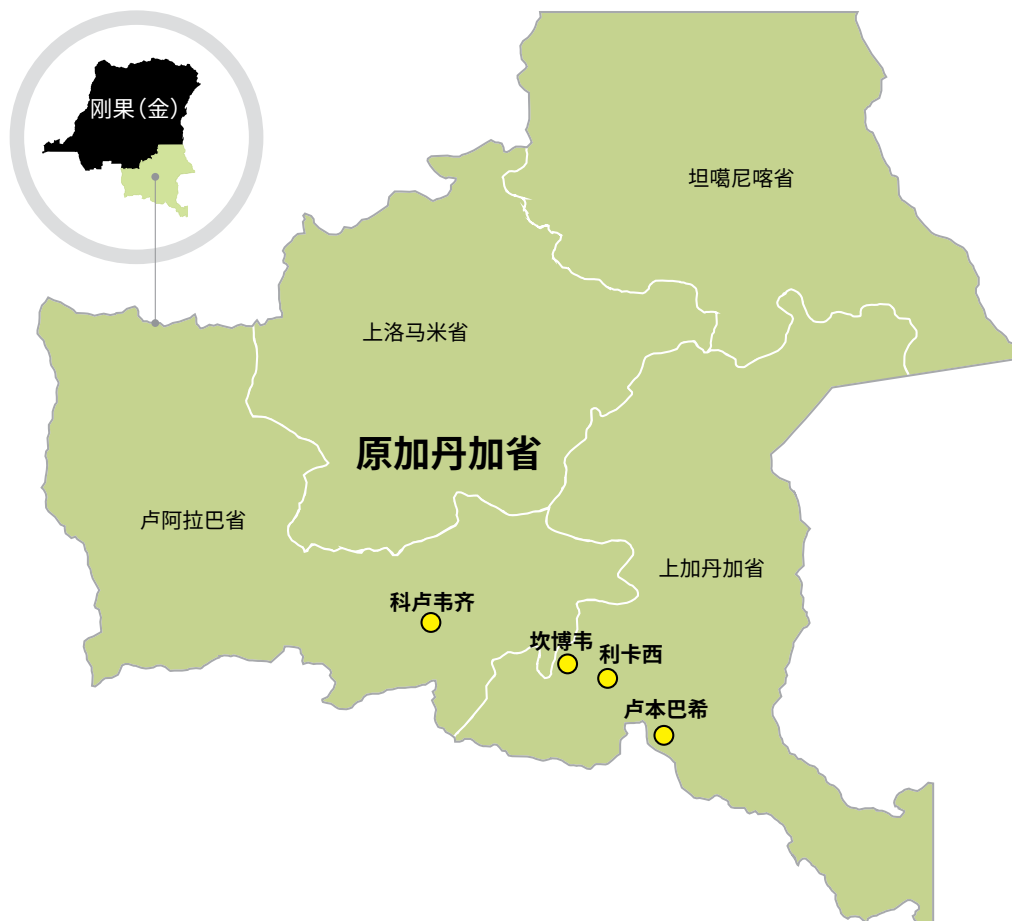 刚果（金）
坦噶尼喀省
上洛马米省
原加丹加省
卢阿拉巴省
上加丹加省
科卢韦齐
坎博韦
利卡西
卢本巴希